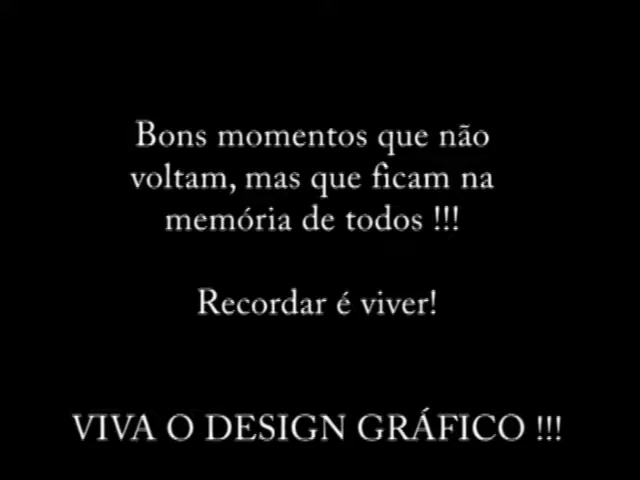 Bons momentos que não
voltam, mas que ficam na
memória de todos !!!
Recordar é viver!
VIVA O DESIGN GRÁFICO !!!